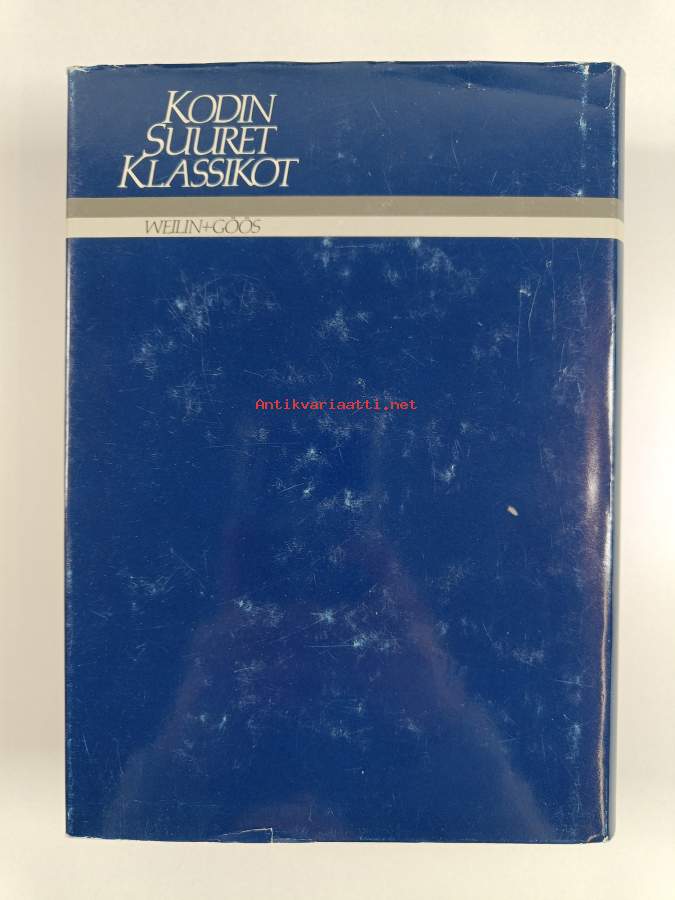 KODIN
SUURET
KLASSIKOT
WEILIN+GÖÖS
Antikvariaatti.net